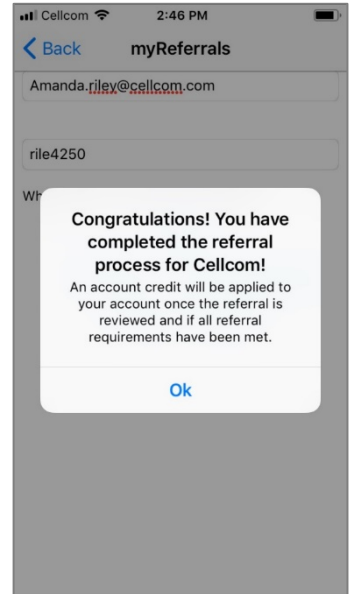 Cellcom 2:46 PM
Back myReferrals
Amanda.riley@cellcom.com
rile4250
Congratulations! You have
completed the referral
process for Cellcom!
An account credit will be applied to
your account once the referral is
reviewed and if all referral
requirements have been met.
Ok